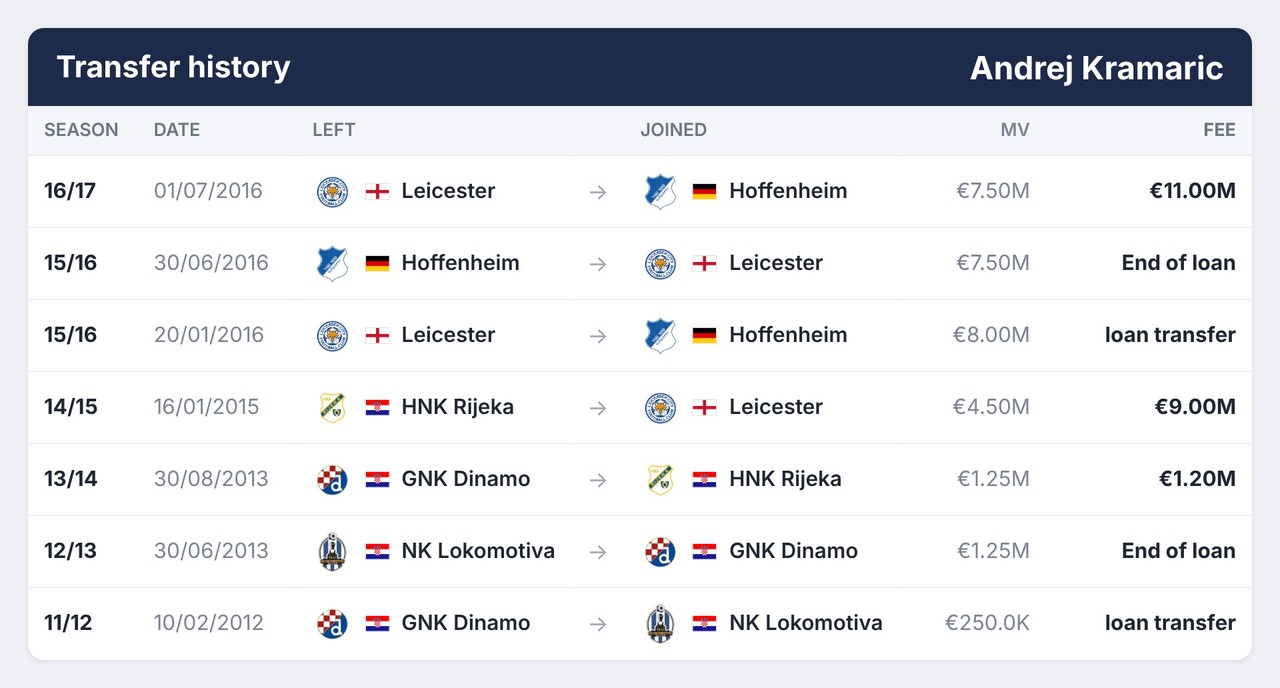 Transfer history Andrej Kramaric
SEASON DATE LEFT JOINED MV FEE
16/17 01/07/2016 Leicester → Hoffenheim €7.50M €11.00M
15/16 30/06/2016 Hoffenheim → Leicester €7.50M End of loan
15/16 20/01/2016 Leicester → Hoffenheim €8.00M loan transfer
14/15 16/01/2015 HNK Rijeka → Leicester €4.50M €9.00M
13/14 30/08/2013 GNK Dinamo → HNK Rijeka €1.25M €1.20M
12/13 30/06/2013 NK Lokomotiva → GNK Dinamo €1.25M End of loan
11/12 10/02/2012 GNK Dinamo → NK Lokomotiva €250.0K loan transfer